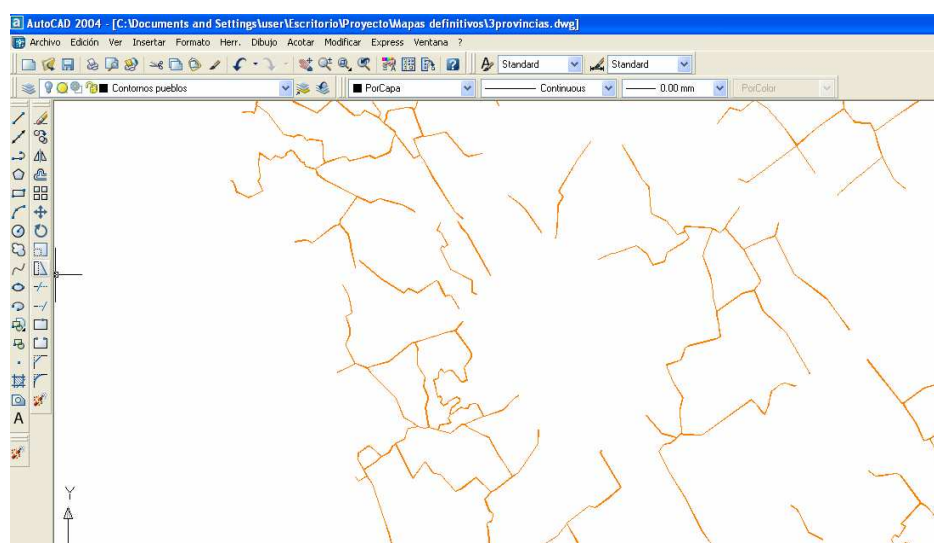 AutoCAD 2004 - [C:\Documents and Settings\user\Escritorio\Proyecto\Mapas definitivos\3provincias.dwg]
Archivo Edición Ver Insertar Formato Herr. Dibujo Acotar Modificar Express Ventana ?
Standard Standard
Contornos pueblos PorCapa Continuous 0.00 mm PorColor
A
Y